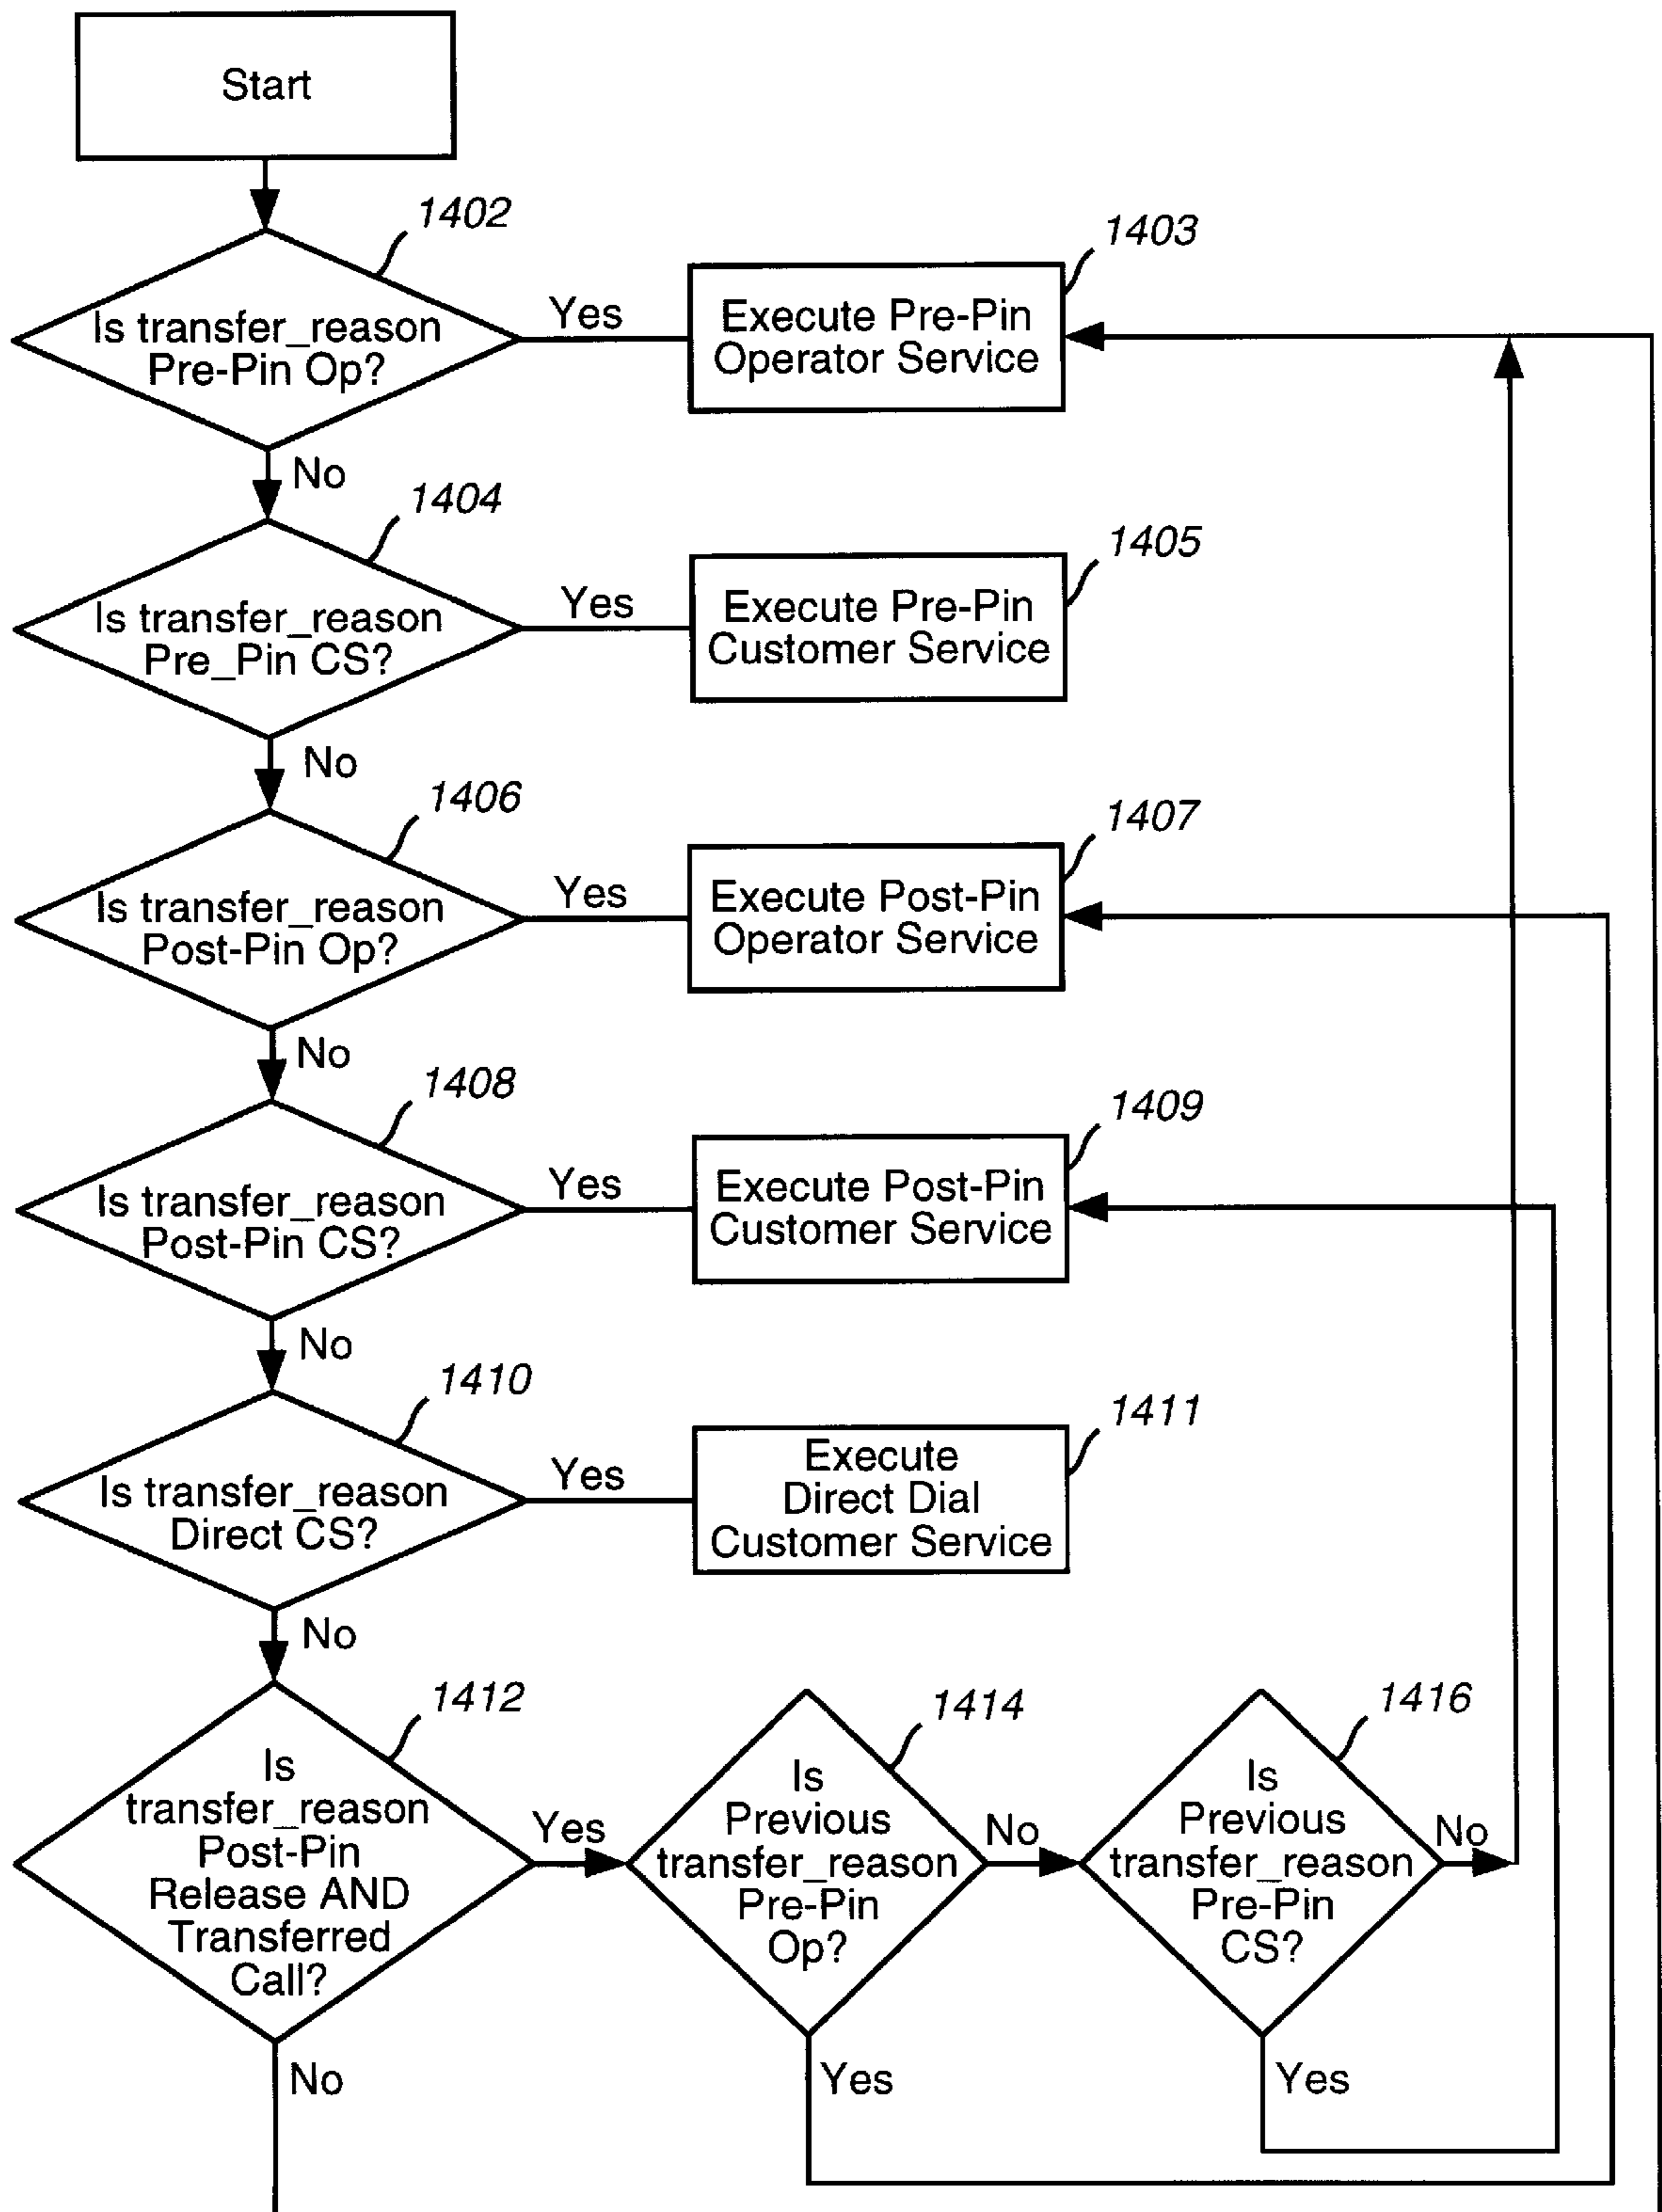 Start
1402
Is transfer_reason
Pre-Pin Op?
Yes
1403
Execute Pre-Pin
Operator Service
No
1404
Is transfer_reason
Pre_Pin CS?
Yes
1405
Execute Pre-Pin
Customer Service
No
1406
Is transfer_reason
Post-Pin Op?
Yes
1407
Execute Post-Pin
Operator Service
No
1408
Is transfer_reason
Post-Pin CS?
Yes
1409
Execute Post-Pin
Customer Service
No
1410
Is transfer_reason
Direct CS?
Yes
1411
Execute
Direct Dial
Customer Service
No
1412
Is
transfer_reason
Post-Pin
Release AND
Transferred
Call?
Yes
1414
Is
Previous
transfer_reason
Pre-Pin
Op?
No
1416
Is
Previous
transfer_reason
Pre-Pin
CS?
No
No
Yes
Yes